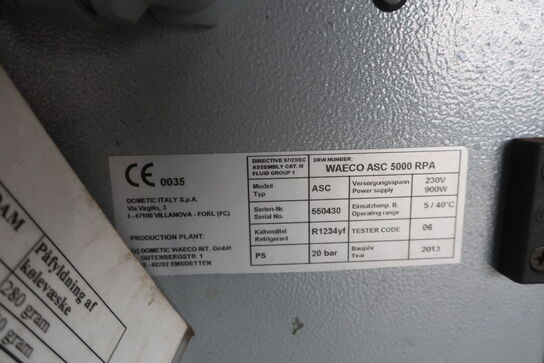 CE 0035
DOMETIC ITALY S.p.A.
Via Virgilio, 3
I - 47100 VILLANOVA - FORLI (FC)
PRODUCTION PLANT:
DOMETIC WAECO INT. GmbH
GUTENBERGSTR. 1
48282 EMSDETTEN
DIRECTIVE 97/23/EC
ASSEMBLY CAT. III
FLUID GROUP 1
DRW NUMBER:
WAECO ASC 5000 RPA
Modell
Typ
ASC
Versorgungsspann.
Power supply
230V
900W
Serien-Nr.
Serial No.
550430
Einsatztemp. B.
Operating range
5 / 40°C
Kältemittel
Refrigerant
R1234yf
TESTER CODE
06
PS
20 bar
Baujahr
Year
2013
DAM
Påfyldning af
kølevæske
280 gram
gram